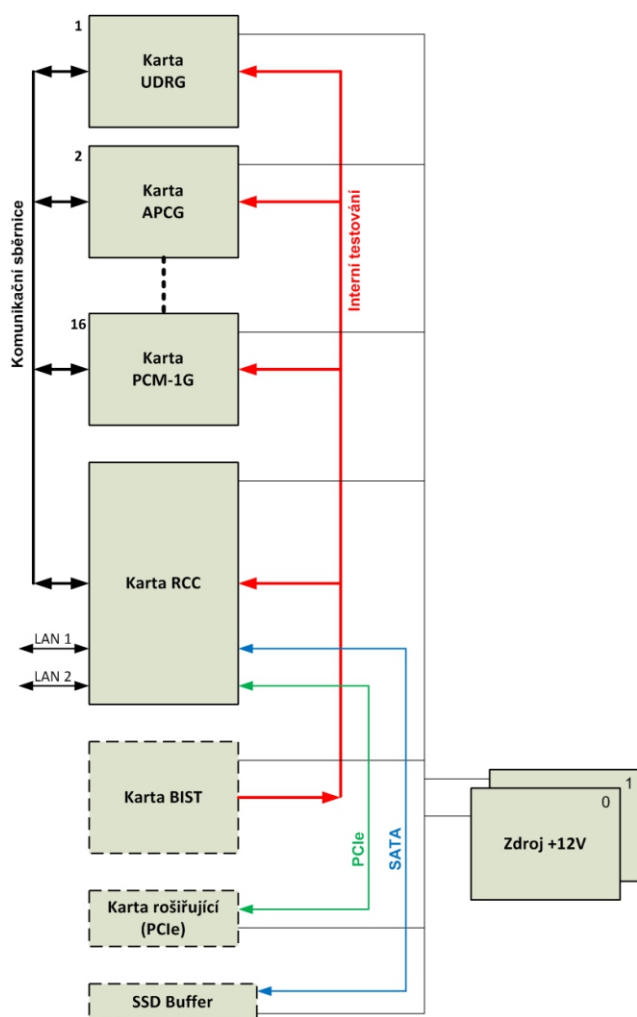 1
Karta
UDRG
2
Karta
APCG
16
Karta
PCM-1G
Komunikační sběrnice
Interní testování
Karta RCC
LAN 1
LAN 2
Karta BIST
PCIe
SATA
1
0
Zdroj +12V
Karta rošiřující
(PCIe)
SSD Buffer